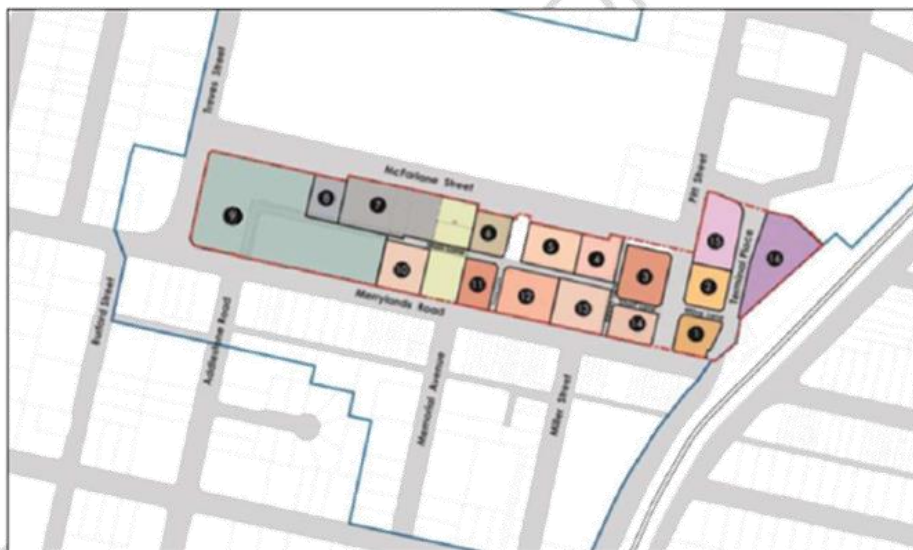 Treves Street
McFarlane Street
Pitt Street
Terminal Place
8
7
9
6
5
4
3
15
16
2
10
11
12
13
14
1
Merrylands Road
Burford Street
Addlestone Road
Memorial Avenue
Miller Street